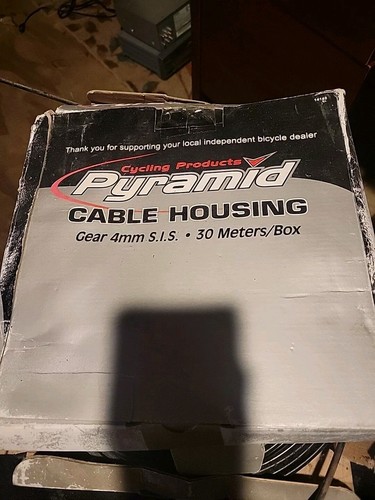 Thank you for supporting your local independent bicycle dealer
Cycling Products
Pyramid
CABLE HOUSING
Gear 4mm S.I.S. • 30 Meters/Box